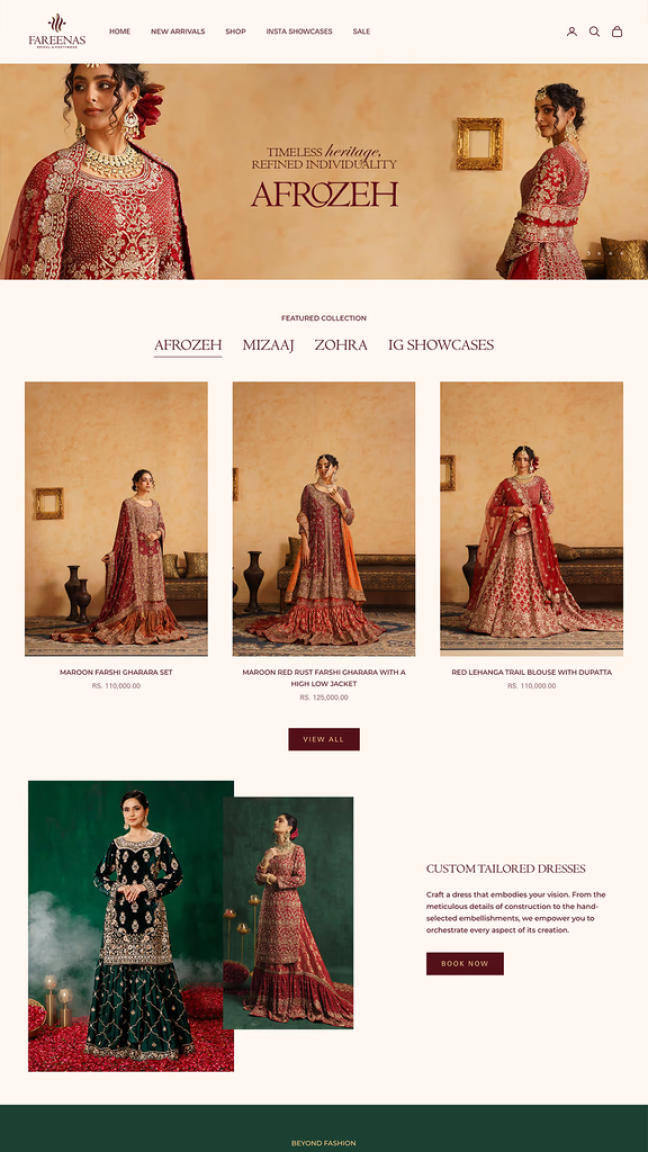 FAREENAS
BRIDAL & PARTYWEAR
HOME
NEW ARRIVALS
SHOP
INSTA SHOWCASES
SALE
TIMELESS heritage,
REFINED INDIVIDUALITY
AFROZEH
FEATURED COLLECTION
AFROZEH
MIZAAJ
ZOHRA
IG SHOWCASES
MAROON FARSHI GHARARA SET
RS. 110,000.00
MAROON RED RUST FARSHI GHARARA WITH A
HIGH LOW JACKET
RS. 125,000.00
RED LEHANGA TRAIL BLOUSE WITH DUPATTA
RS. 110,000.00
VIEW ALL
CUSTOM TAILORED DRESSES
Craft a dress that embodies your vision. From the
meticulous details of construction to the hand-
selected embellishments, we empower you to
orchestrate every aspect of its creation.
BOOK NOW
BEYOND FASHION